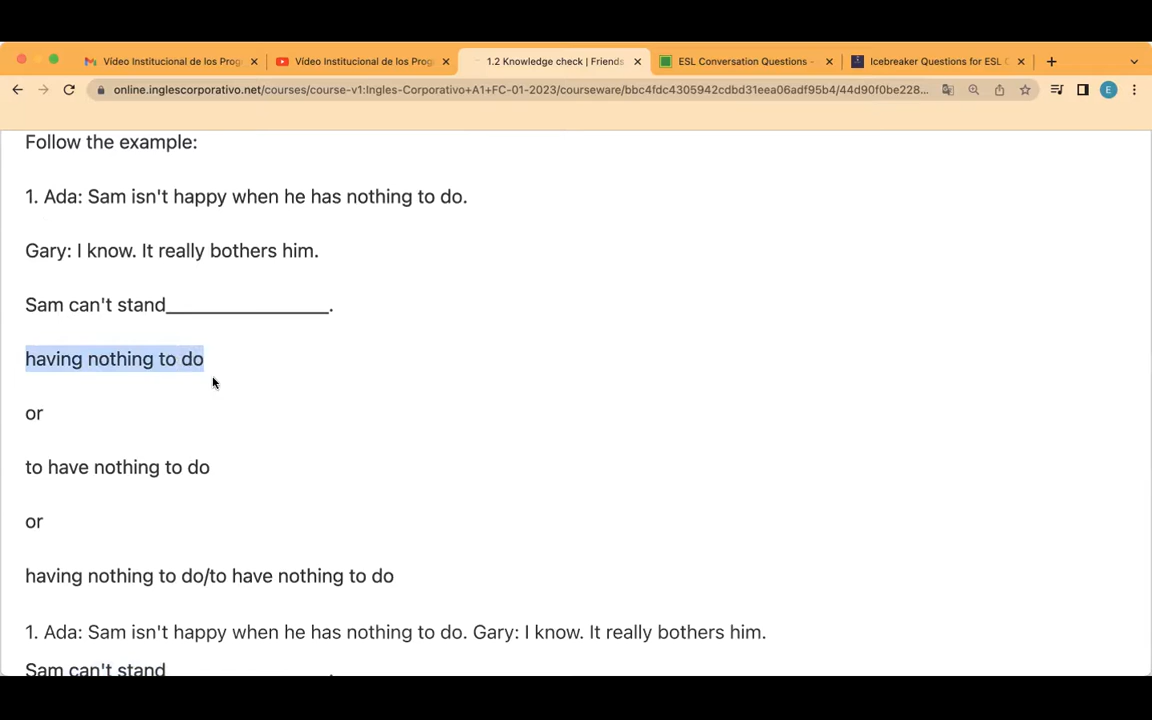 Vídeo Institucional de los Prog
Vídeo Institucional de los Prog
1.2 Knowledge check | Friends
ESL Conversation Questions -
Icebreaker Questions for ESL C
online.inglescorporativo.net/courses/course-v1:Ingles-Corporativo+A1+FC-01-2023/courseware/bbc4fdc4305942cdbd31eea06adf95b4/44d90f0be228...
E
Follow the example:
1. Ada: Sam isn't happy when he has nothing to do.
Gary: I know. It really bothers him.
Sam can't stand_________________.
having nothing to do
or
to have nothing to do
or
having nothing to do/to have nothing to do
1. Ada: Sam isn't happy when he has nothing to do. Gary: I know. It really bothers him.
Sam can't stand_________________.